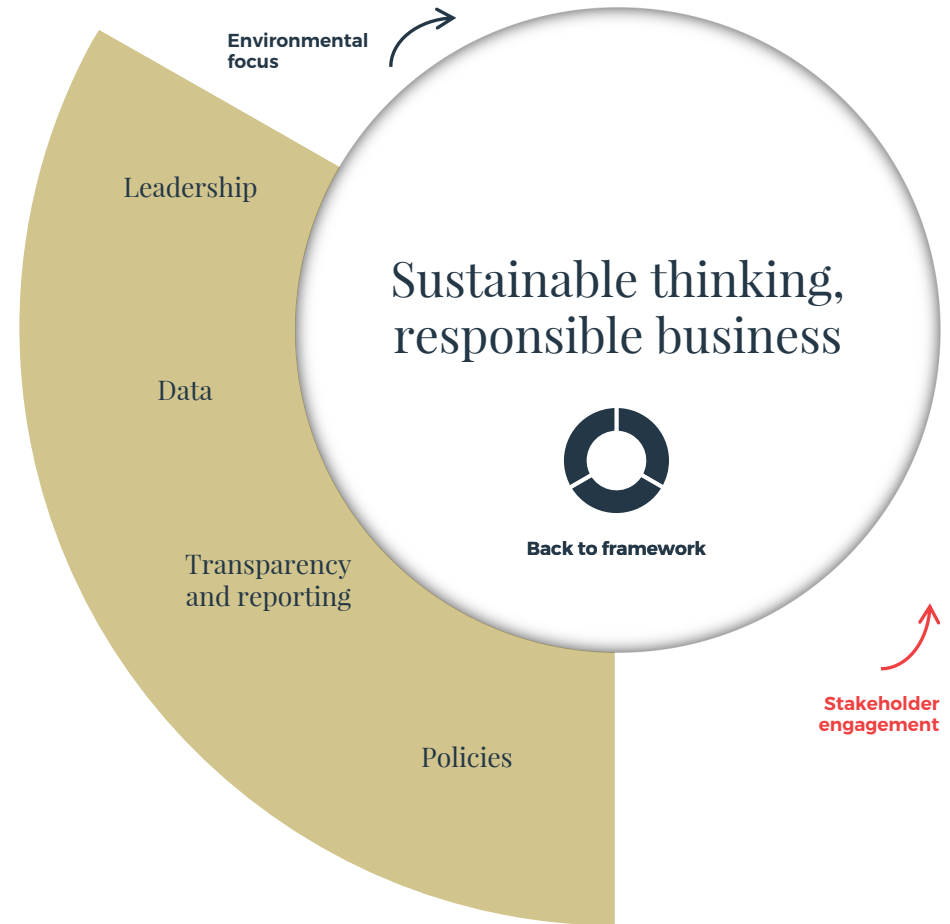 Environmental
focus
Leadership
Sustainable thinking,
responsible business
Data
Back to framework
Transparency
and reporting
Stakeholder
engagement
Policies